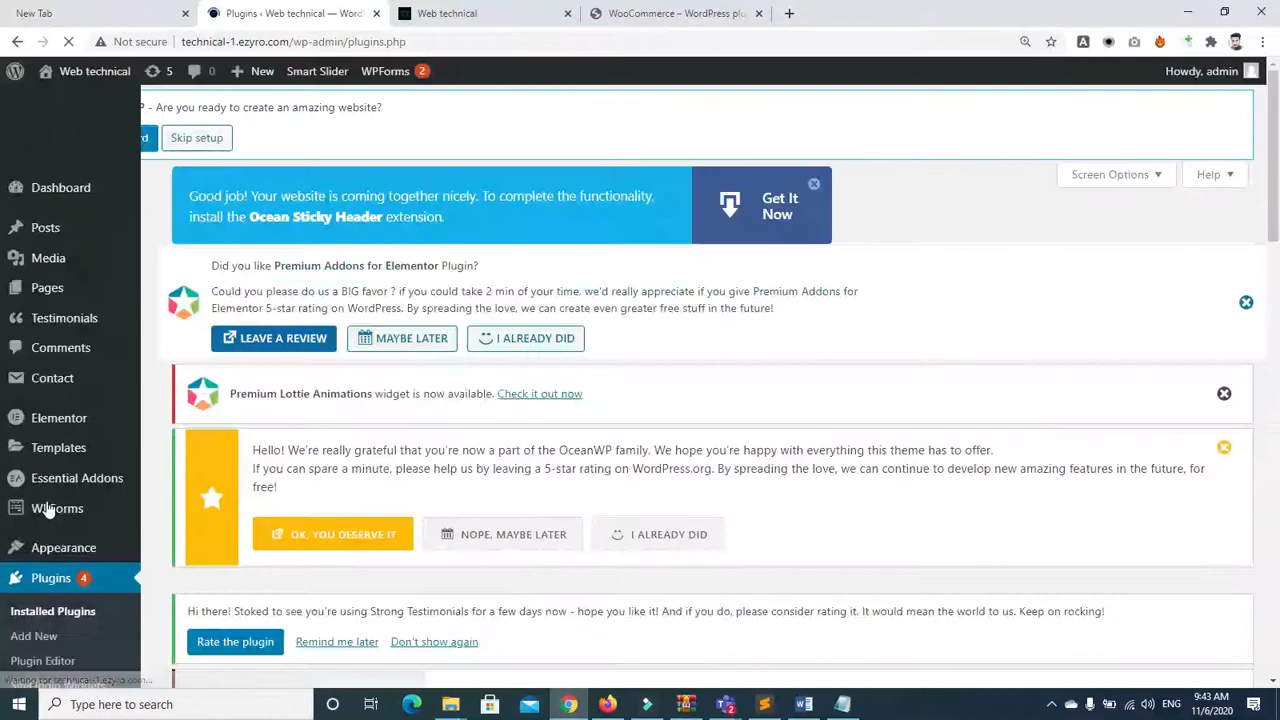 New Tab
Plugins ‹ Web technical — Word
Web technical
WooCommerce – WordPress plug
Not secure
technical-1.ezyro.com/wp-admin/plugins.php
Web technical
5
0
New
Smart Slider
WPForms 2
Howdy, admin
P - Are you ready to create an amazing website?
Skip setup
Screen Options
Help
Good job! Your website is coming together nicely. To complete the functionality,
install the Ocean Sticky Header extension.
Get It
Now
Did you like Premium Addons for Elementor Plugin?
Could you please do us a BIG favor ? if you could take 2 min of your time, we'd really appreciate if you give Premium Addons for
Elementor 5-star rating on WordPress. By spreading the love, we can create even greater free stuff in the future!
LEAVE A REVIEW
MAYBE LATER
I ALREADY DID
Premium Lottie Animations widget is now available. Check it out now
Hello! We're really grateful that you're now a part of the OceanWP family. We hope you're happy with everything this theme has to offer.
If you can spare a minute, please help us by leaving a 5-star rating on WordPress.org. By spreading the love, we can continue to develop new amazing features in the future, for
free!
OK, YOU DESERVE IT
NOPE, MAYBE LATER
I ALREADY DID
Hi there! Stoked to see you're using Strong Testimonials for a few days now - hope you like it! And if you do, please consider rating it. It would mean the world to us. Keep on rocking!
Rate the plugin
Remind me later
Don't show again
Dashboard
Posts
Media
Pages
Testimonials
Comments
Contact
Elementor
Templates
Essential Addons
WPForms
Appearance
Plugins 4
Installed Plugins
Add New
Plugin Editor
Waiting for technical-1.ezyro.com...
Type here to search
2
ENG
9:43 AM
11/6/2020